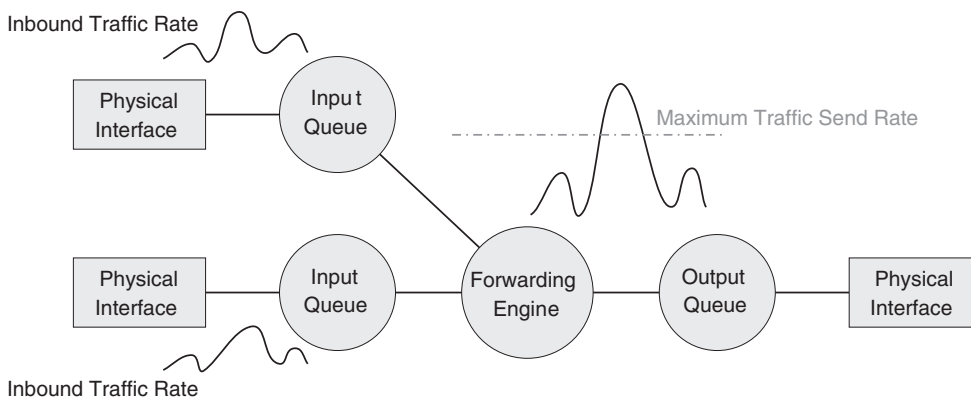 Inbound Traffic Rate
Physical
Interface
Input
Queue
Maximum Traffic Send Rate
Physical
Interface
Input
Queue
Forwarding
Engine
Output
Queue
Physical
Interface
Inbound Traffic Rate